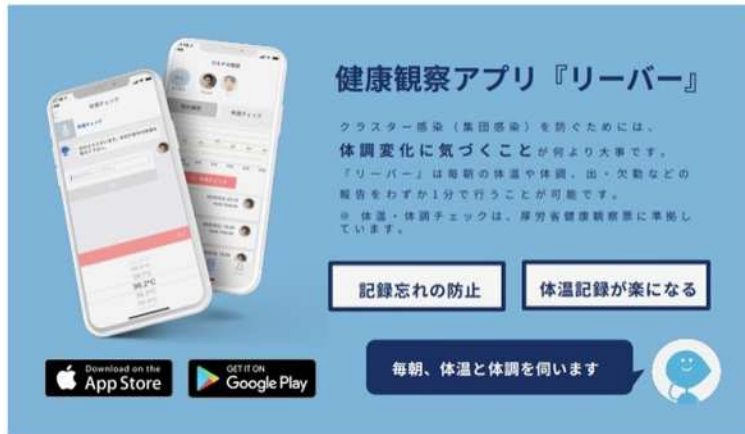 健康観察アプリ『リーバー』
クラスター感染（集団感染）を防ぐためには、
体調変化に気づくことが何より大事です。
『リーバー』は毎朝の体温や体調、出・欠勤などの
報告をわずか1分で行うことが可能です。
※ 体温・体調チェックは、厚労省健康観察票に準拠し
ています。
記録忘れの防止
体温記録が楽になる
毎朝、体温と体調を伺います
Download on the
App Store
GET IT ON
Google Play